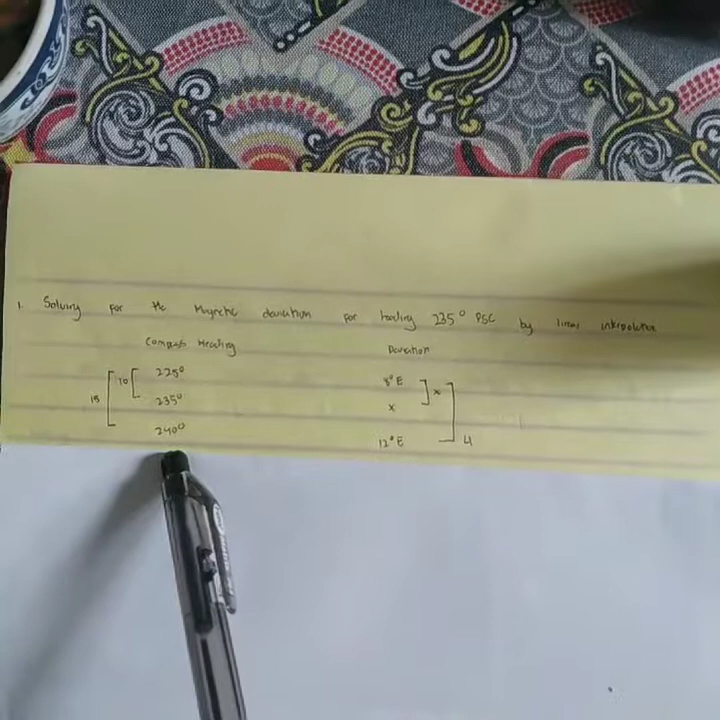 1. Solving for the Magnetic deviation for heading 235° PSC by linear interpolation
Compass Heading Deviation
15 10 225° 8°E x
235° x
240° 12°E 4